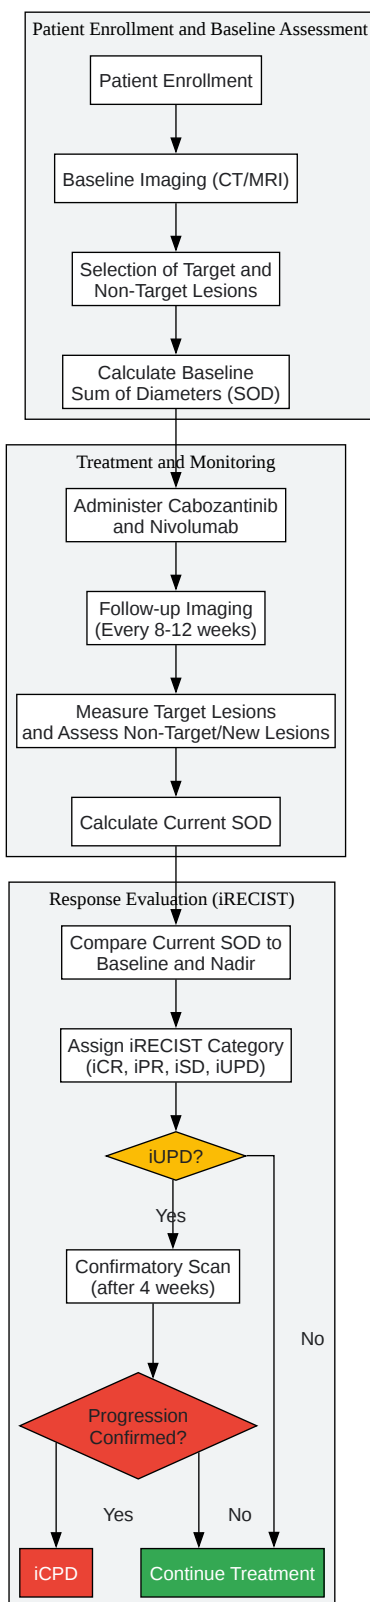 Patient Enrollment and Baseline Assessment
Patient Enrollment
Baseline Imaging (CT/MRI)
Selection of Target and
Non-Target Lesions
Calculate Baseline
Sum of Diameters (SOD)
Treatment and Monitoring
Administer Cabozantinib
and Nivolumab
Follow-up Imaging
(Every 8-12 weeks)
Measure Target Lesions
and Assess Non-Target/New Lesions
Calculate Current SOD
Response Evaluation (iRECIST)
Compare Current SOD to
Baseline and Nadir
Assign iRECIST Category
(iCR, iPR, iSD, iUPD)
iUPD?
Yes
Confirmatory Scan
(after 4 weeks)
No
Progression
Confirmed?
Yes
No
iCPD
Continue Treatment